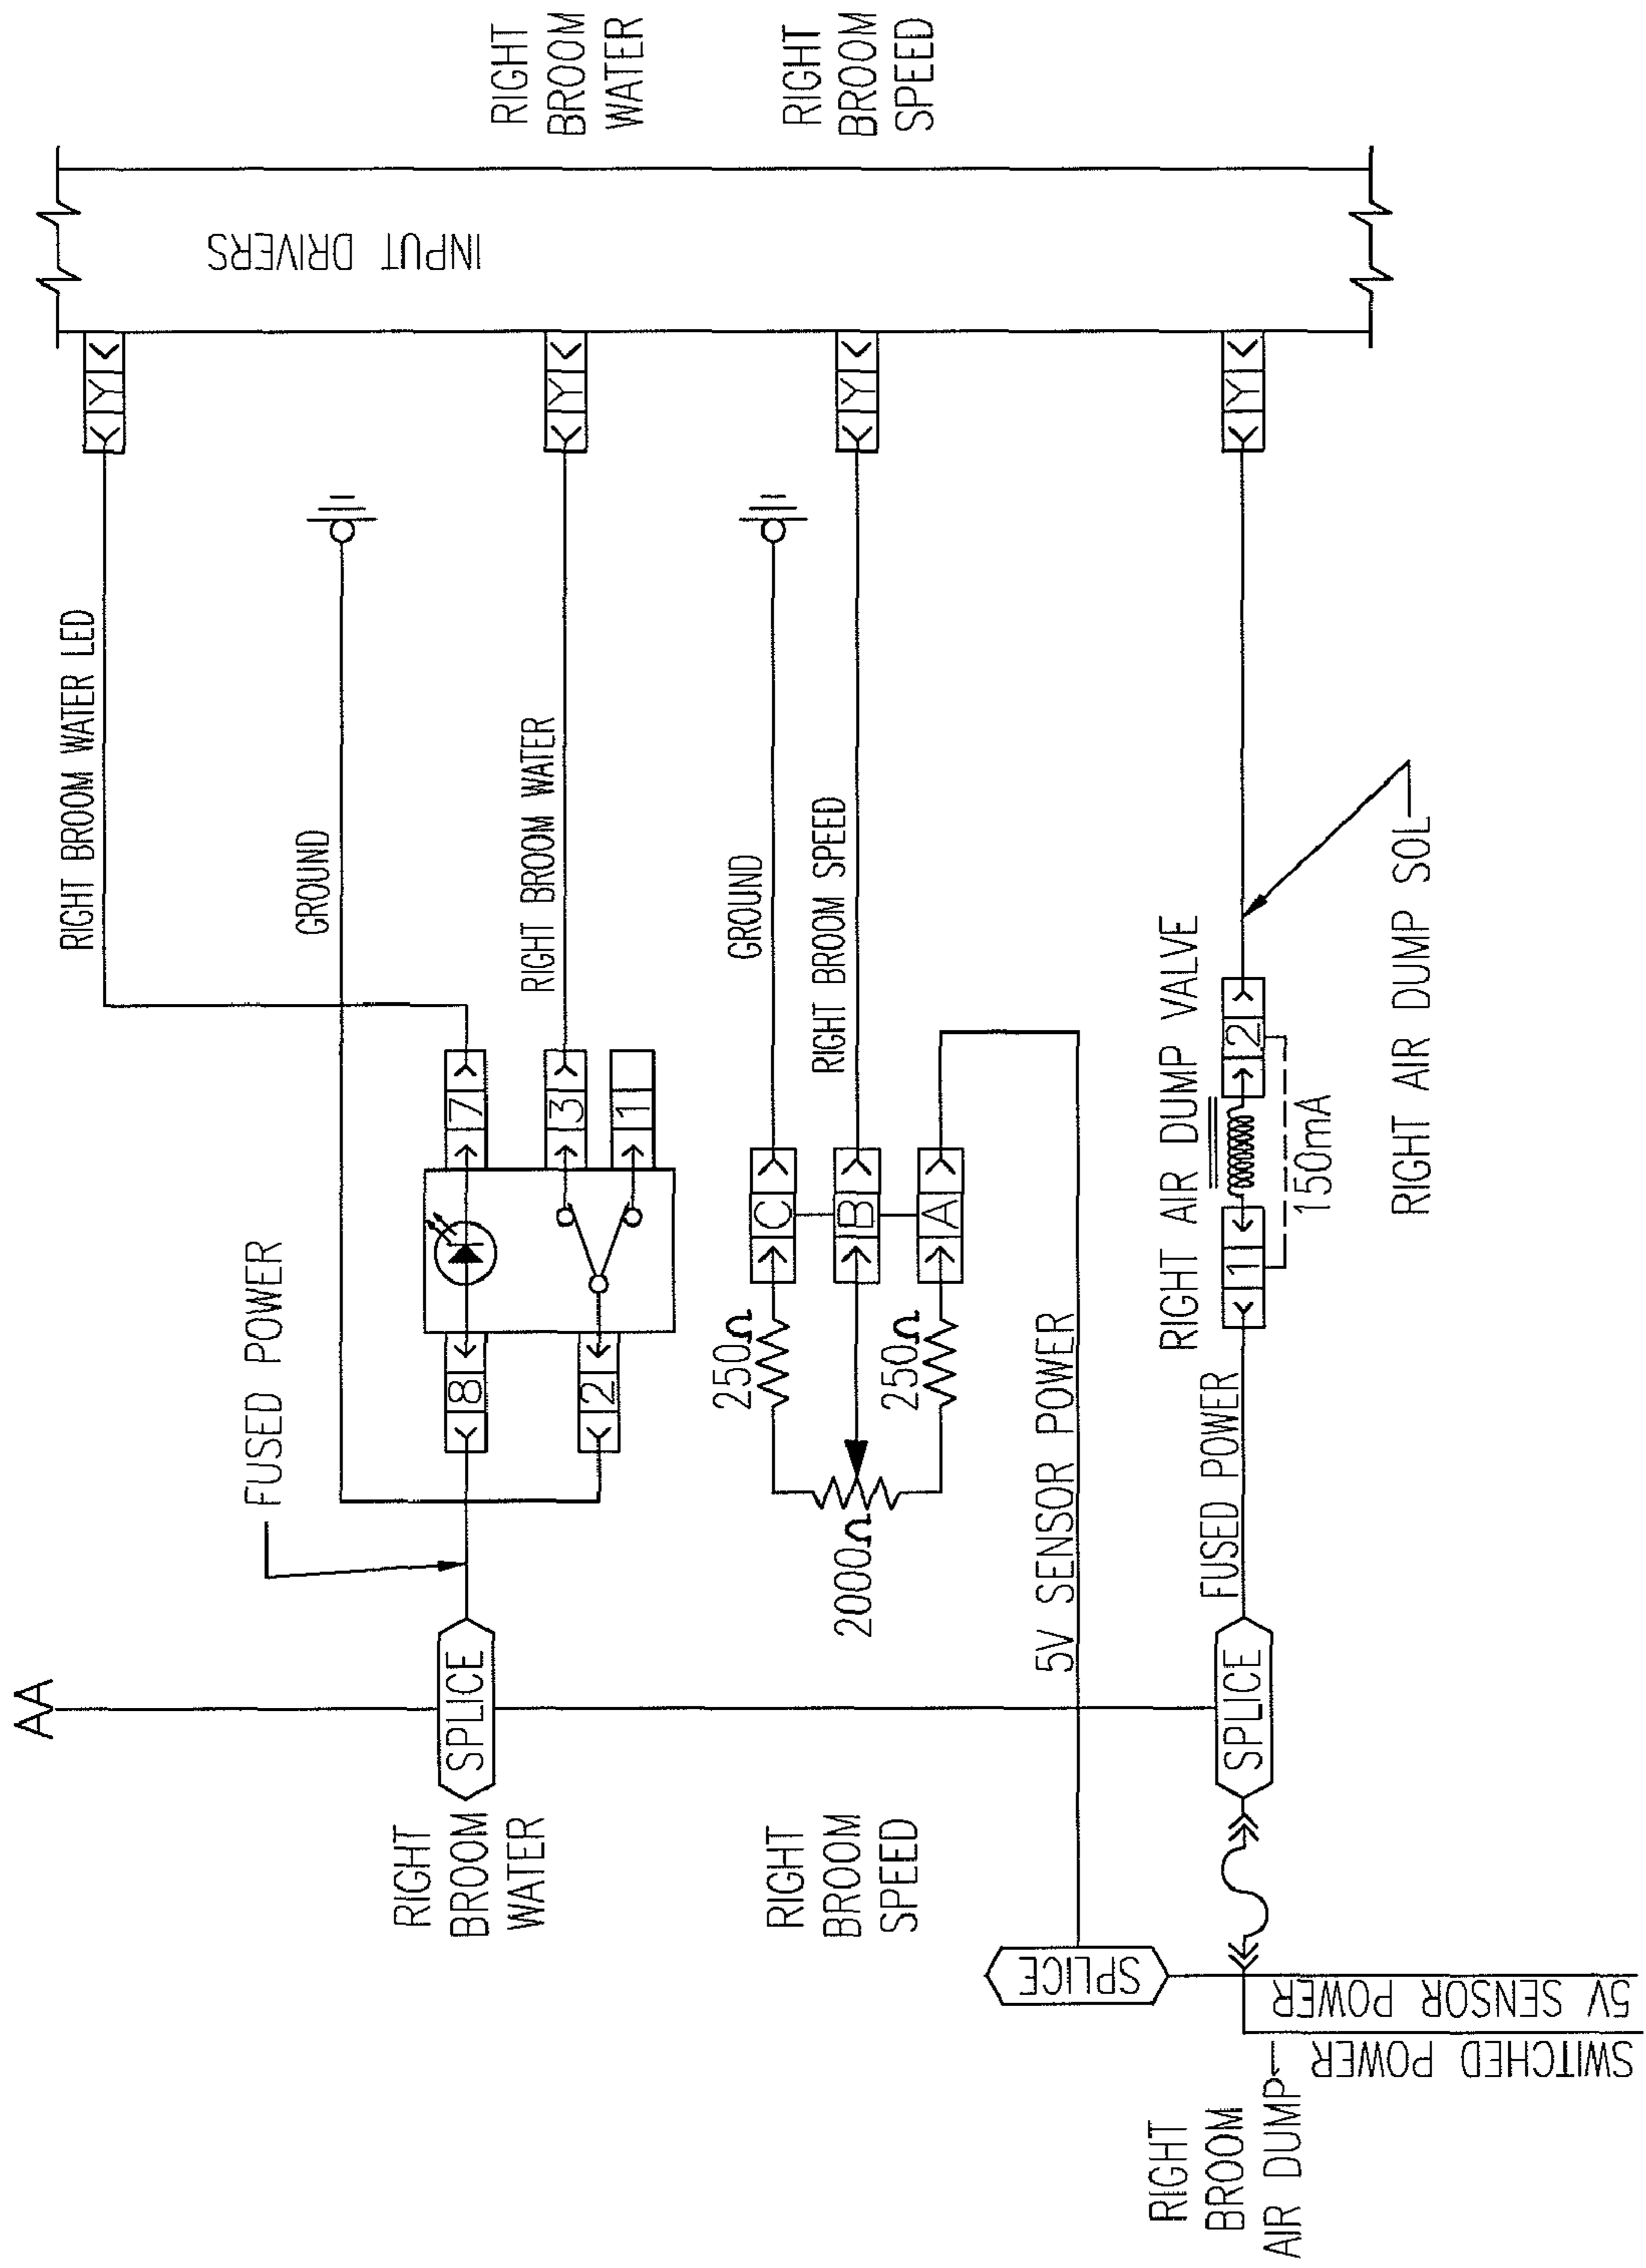 AA
RIGHT
BROOM
WATER
SPLICE
FUSED POWER
8
2
7
3
1
RIGHT BROOM WATER LED
GROUND
RIGHT BROOM WATER
Y
Y
INPUT DRIVERS
RIGHT
BROOM
WATER
RIGHT
BROOM
SPEED
2000Ω
250Ω
250Ω
C
B
A
GROUND
RIGHT BROOM SPEED
Y
RIGHT
BROOM
SPEED
SPLICE
5V SENSOR POWER
RIGHT
BROOM
AIR DUMP
SWITCHED POWER 1
5V SENSOR POWER
SPLICE
FUSED POWER
RIGHT AIR DUMP VALVE
1
2
150mA
RIGHT AIR DUMP SOL
Y